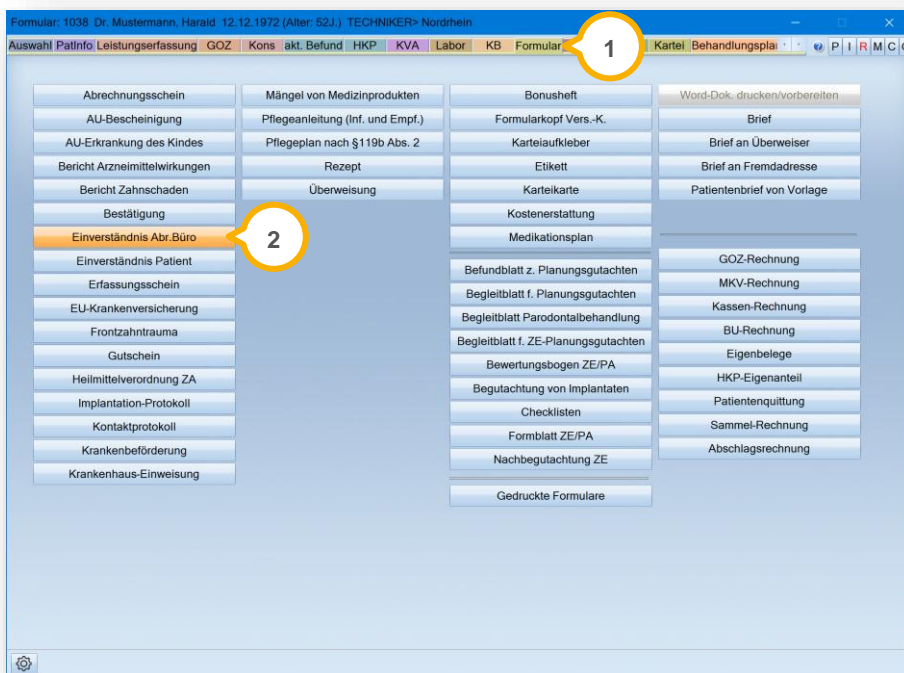 Formular: 1038 Dr. Mustermann, Harald 12.12.1972 (Alter: 52J.) TECHNIKER> Nordrhein
Auswahl PatInfo Leistungserfassung GOZ Kons akt. Befund HKP KVA Labor KB Formular Kartei Behandlungspla P I R M C
1
Abrechnungsschein
AU-Bescheinigung
AU-Erkrankung des Kindes
Bericht Arzneimittelwirkungen
Bericht Zahnschaden
Bestätigung
Einverständnis Abr.Büro
2
Einverständnis Patient
Erfassungsschein
EU-Krankenversicherung
Frontzahntrauma
Gutschein
Heilmittelverordnung ZA
Implantation-Protokoll
Kontaktprotokoll
Krankenbeförderung
Krankenhaus-Einweisung
Mängel von Medizinprodukten
Pflegeanleitung (Inf. und Empf.)
Pflegeplan nach §119b Abs. 2
Rezept
Überweisung
Bonusheft
Formularkopf Vers.-K.
Karteiaufkleber
Etikett
Karteikarte
Kostenerstattung
Medikationsplan
Befundblatt z. Planungsgutachten
Begleitblatt f. Planungsgutachten
Begleitblatt Parodontalbehandlung
Begleitblatt f. ZE-Planungsgutachten
Bewertungsbogen ZE/PA
Begutachtung von Implantaten
Checklisten
Formblatt ZE/PA
Nachbegutachtung ZE
Gedruckte Formulare
Word-Dok. drucken/vorbereiten
Brief
Brief an Überweiser
Brief an Fremdadresse
Patientenbrief von Vorlage
GOZ-Rechnung
MKV-Rechnung
Kassen-Rechnung
BU-Rechnung
Eigenbelege
HKP-Eigenanteil
Patientenquittung
Sammel-Rechnung
Abschlagsrechnung